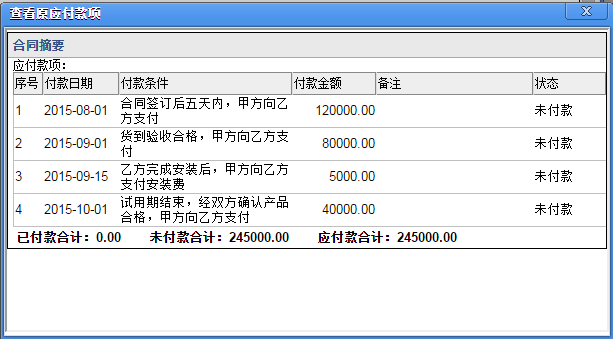 查看原应付款项
合同摘要
应付款项:
序号 付款日期 付款条件 付款金额 备注 状态
1 2015-08-01 合同签订后五天内，甲方向乙方支付 120000.00 未付款
2 2015-09-01 货到验收合格，甲方向乙方支付 80000.00 未付款
3 2015-09-15 乙方完成安装后，甲方向乙方支付安装费 5000.00 未付款
4 2015-10-01 试用期结束，经双方确认产品合格，甲方向乙方支付 40000.00 未付款
已付款合计：0.00 未付款合计：245000.00 应付款合计：245000.00